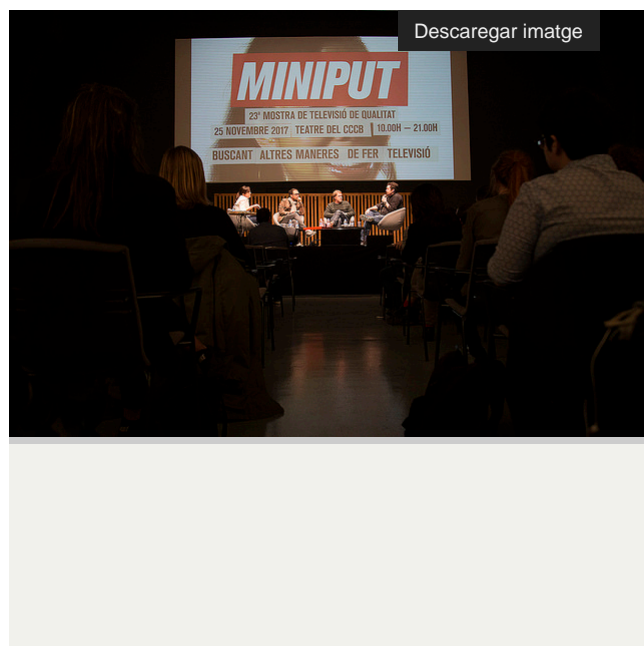 Descaregar imatge
MINIPUT
23ª MOSTRA DE TELEVISIÓ DE QUALITAT
25 NOVEMBRE 2017 TEATRE DEL CCCB 10.00H – 21.00H
BUSCANT ALTRES MANERES DE FER TELEVISIÓ